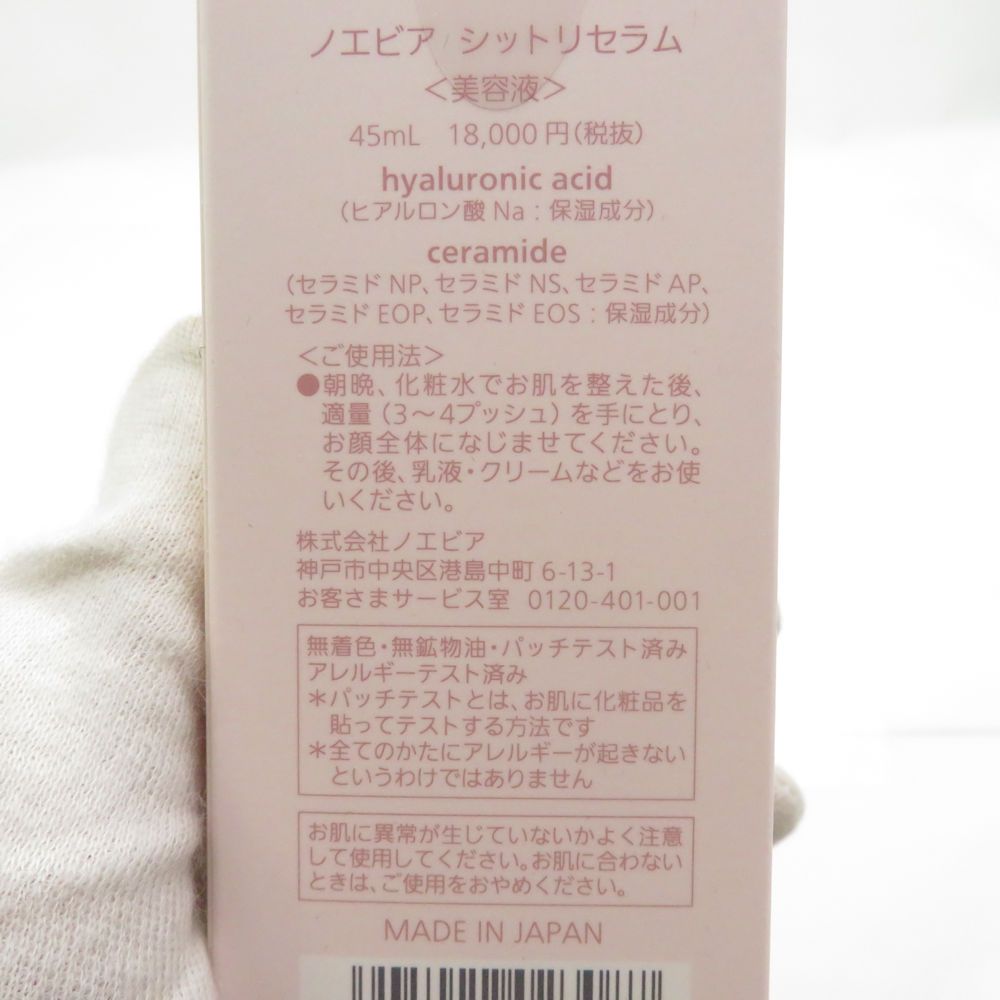 ノエビア シットリセラム
＜美容液＞
45mL 18,000円(税抜)
hyaluronic acid
(ヒアルロン酸Na：保湿成分)
ceramide
(セラミドNP、セラミドNS、セラミドAP、
セラミドEOP、セラミドEOS：保湿成分)
＜ご使用法＞
●朝晩、化粧水でお肌を整えた後、
適量（3〜4プッシュ）を手にとり、
お顔全体になじませてください。
その後、乳液・クリームなどをお使
いください。
株式会社ノエビア
神戸市中央区港島中町6-13-1
お客さまサービス室 0120-401-001
無着色・無鉱物油・パッチテスト済み
アレルギーテスト済み
＊パッチテストとは、お肌に化粧品を
貼ってテストする方法です
＊全てのかたにアレルギーが起きない
というわけではありません
お肌に異常が生じていないかよく注意
して使用してください。お肌に合わない
ときは、ご使用をおやめください。
MADE IN JAPAN